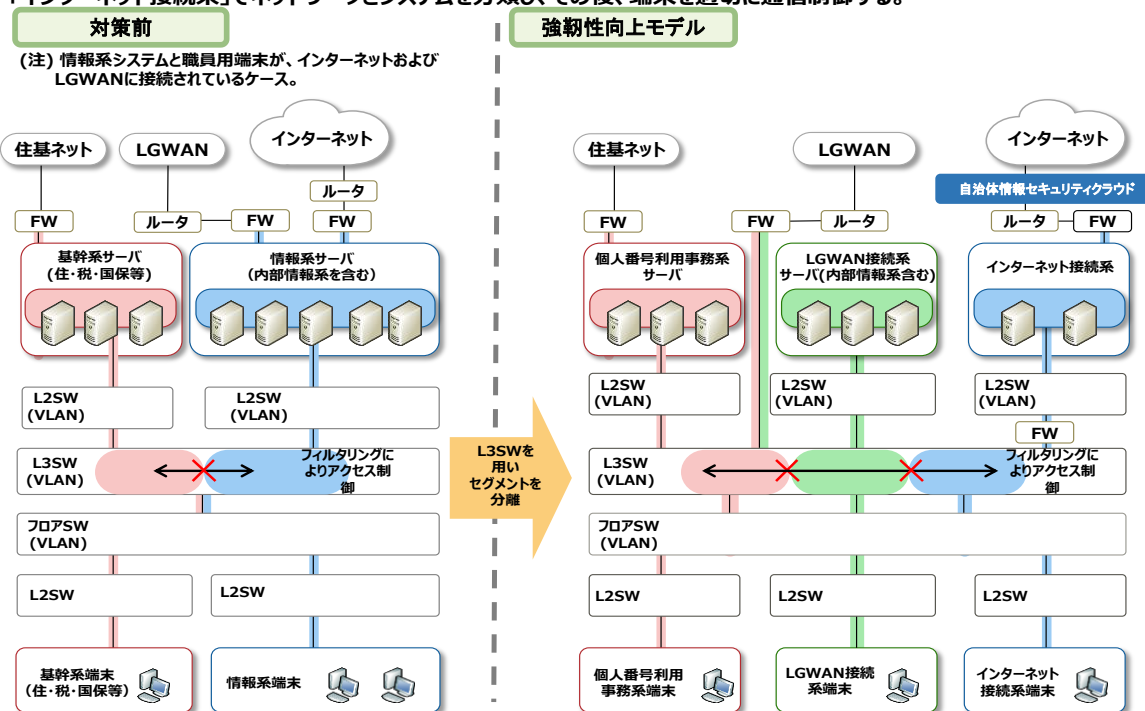 「インターネット接続系」でネットワークとシステムを分類し、その後、端末を適切に通信制御する。
対策前
(注) 情報系システムと職員用端末が、インターネットおよび
LGWANに接続されているケース。
住基ネット
LGWAN
インターネット
ルータ
FW
ルータ
FW
FW
基幹系サーバ
(住・税・国保等)
情報系サーバ
(内部情報系を含む)
L2SW
(VLAN)
L2SW
(VLAN)
L3SW
(VLAN)
フィルタリングに
よりアクセス制
御
フロアSW
(VLAN)
L2SW
L2SW
基幹系端末
(住・税・国保等)
情報系端末
L3SWを
用い
セグメントを
分離
強靭性向上モデル
住基ネット
LGWAN
インターネット
自治体情報セキュリティクラウド
FW
FW
ルータ
ルータ
FW
個人番号利用事務系
サーバ
LGWAN接続系
サーバ(内部情報系含む)
インターネット接続系
L2SW
(VLAN)
L2SW
(VLAN)
L2SW
(VLAN)
FW
L3SW
(VLAN)
フィルタリングに
よりアクセス制
御
フロアSW
(VLAN)
L2SW
L2SW
L2SW
個人番号利用
事務系端末
LGWAN接続
系端末
インターネット
接続系端末